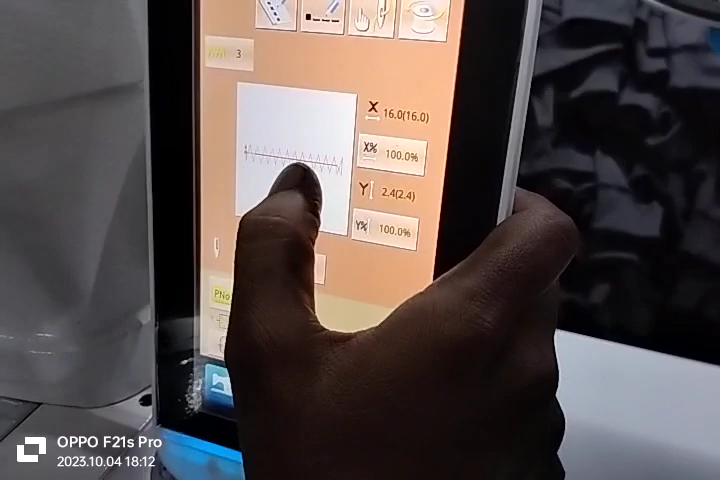 3
X 16.0(16.0)
X% 100.0%
Y 2.4(2.4)
Y% 100.0%
PNo
OPPO F21s Pro
2023.10.04 18:12